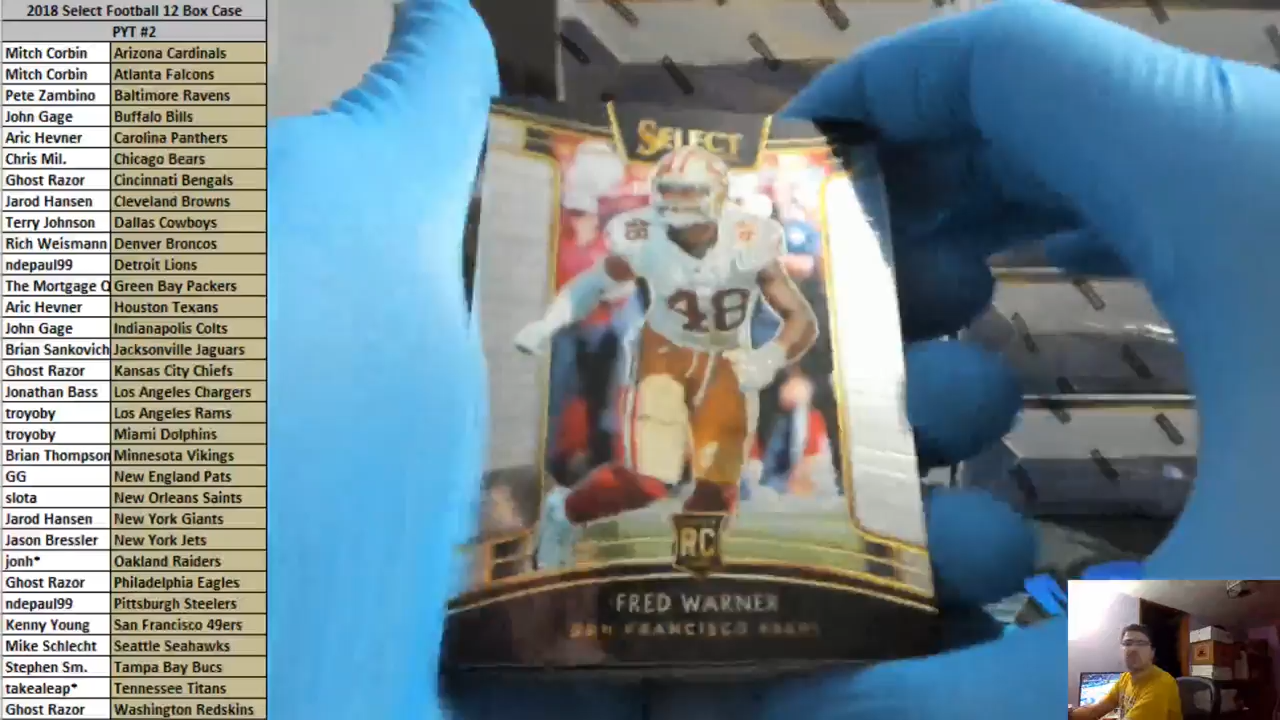 2018 Select Football 12 Box Case
PYT #2
Mitch Corbin Arizona Cardinals
Mitch Corbin Atlanta Falcons
Pete Zambino Baltimore Ravens
John Gage Buffalo Bills
Aric Hevner Carolina Panthers
Chris Mil. Chicago Bears
Ghost Razor Cincinnati Bengals
Jarod Hansen Cleveland Browns
Terry Johnson Dallas Cowboys
Rich Weismann Denver Broncos
ndepaul99 Detroit Lions
The Mortgage Q Green Bay Packers
Aric Hevner Houston Texans
John Gage Indianapolis Colts
Brian Sankovich Jacksonville Jaguars
Ghost Razor Kansas City Chiefs
Jonathan Bass Los Angeles Chargers
troyoby Los Angeles Rams
troyoby Miami Dolphins
Brian Thompson Minnesota Vikings
GG New England Pats
slota New Orleans Saints
Jarod Hansen New York Giants
Jason Bressler New York Jets
jonh* Oakland Raiders
Ghost Razor Philadelphia Eagles
ndepaul99 Pittsburgh Steelers
Kenny Young San Francisco 49ers
Mike Schlecht Seattle Seahawks
Stephen Sm. Tampa Bay Bucs
takealeap* Tennessee Titans
Ghost Razor Washington Redskins
SELECT
48
RC
FRED WARNER
SAN FRANCISCO 49ERS